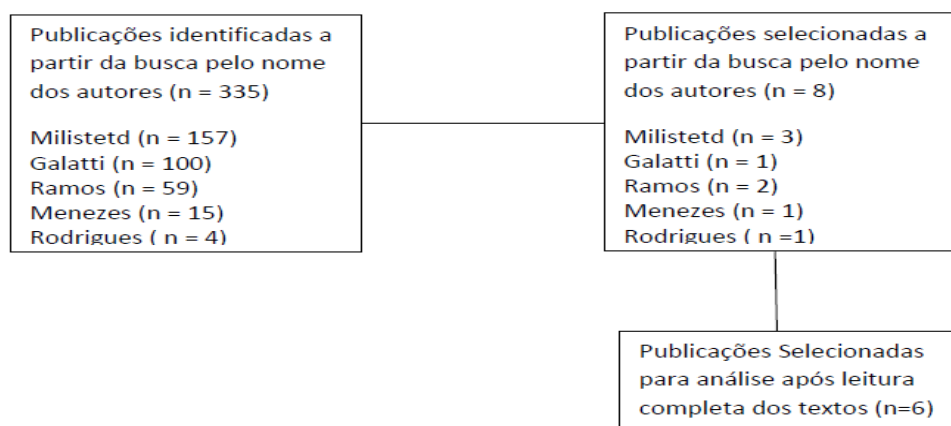 Publicações identificadas a
partir da busca pelo nome
dos autores (n = 335)
Milistetd (n = 157)
Galatti (n = 100)
Ramos (n = 59)
Menezes (n = 15)
Rodrigues ( n = 4)
Publicações selecionadas a
partir da busca pelo nome
dos autores (n = 8)
Milistetd (n = 3)
Galatti (n = 1)
Ramos (n = 2)
Menezes (n = 1)
Rodrigues ( n =1)
Publicações Selecionadas
para análise após leitura
completa dos textos (n=6)